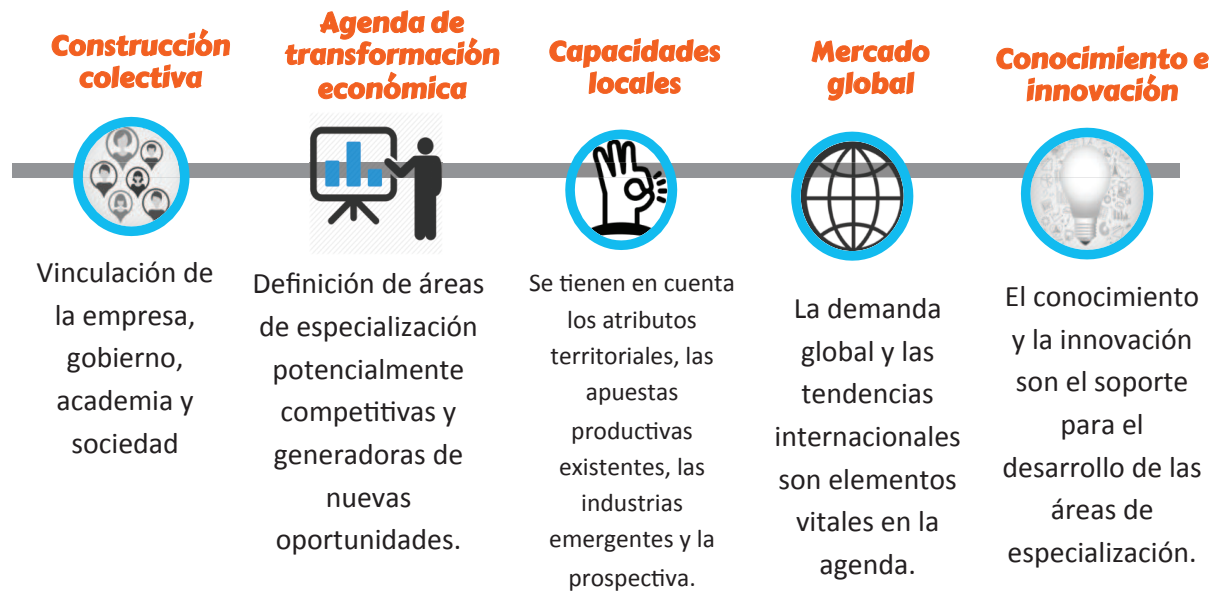 Construcción
colectiva
Vinculación de
la empresa,
gobierno,
academia y
sociedad
Agenda de
transformación
económica
Definición de áreas
de especialización
potencialmente
competitivas y
generadoras de
nuevas
oportunidades.
Capacidades
locales
Se tienen en cuenta
los atributos
territoriales, las
apuestas
productivas
existentes, las
industrias
emergentes y la
prospectiva.
Mercado
global
La demanda
global y las
tendencias
internacionales
son elementos
vitales en la
agenda.
Conocimiento e
innovación
El conocimiento
y la innovación
son el soporte
para el
desarrollo de las
áreas de
especialización.